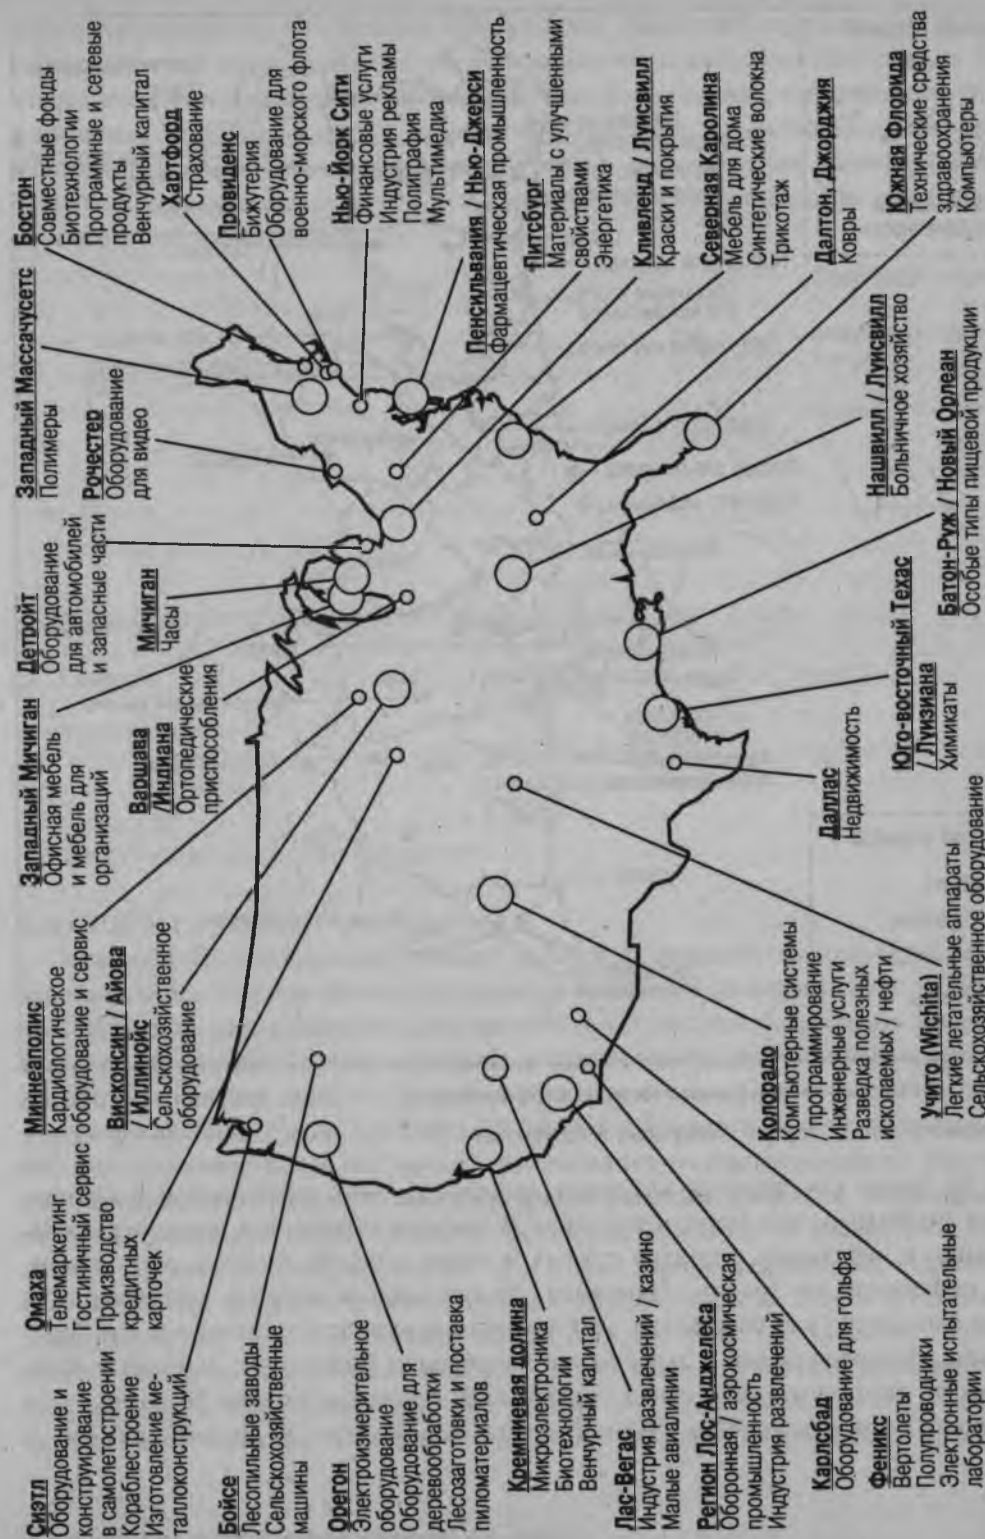 Сиэтл
Оборудование и
конструирование
в самолетостроении
Кораблестроение
Изготовление ме-
таллоконструкций
Омаха
Телемаркетинг
Гостиничный сервис
Производство
кредитных
карточек
Миннеаполис
Кардиологическое
оборудование и сервис
Висконсин / Айова
/ Иллинойс
Сельскохозяйственное
оборудование
Западный Мичиган
Офисная мебель
и мебель для
организаций
Варшава
/Индиана
Ортопедические
приспособления
Детройт
Оборудование
для автомобилей
и запасные части
Мичиган
Часы
Западный Массачусетс
Полимеры
Рочестер
Оборудование
для видео
Бостон
Совместные фонды
Биотехнологии
Программные и сетевые
продукты
Венчурный капитал
Хартфорд
Страхование
Провиденс
Бижутерия
Оборудование для
военно-морского флота
Нью-Йорк Сити
Финансовые услуги
Индустрия рекламы
Полиграфия
Мультимедиа
Пенсильвания / Нью-Джерси
Фармацевтическая промышленность
Питсбург
Материалы с улучшенными
свойствами
Энергетика
Кливленд / Луисвилл
Краски и покрытия
Северная Каролина
Мебель для дома
Синтетические волокна
Трикотаж
Далтон, Джорджия
Ковры
Южная Флорида
Технические средства
здравоохранения
Компьютеры
Бойсе
Лесопильные заводы
Сельскохозяйственные
машины
Орегон
Электроизмерительное
оборудование
Оборудование для
деревообработки
Лесозаготовки и поставка
пиломатериалов
Кремниевая долина
Микроэлектроника
Биотехнологии
Венчурный капитал
Лас-Вегас
Индустрия развлечений /казино
Малые авиалинии
Регион Лос-Анджелеса
Оборонная / аэрокосмическая
промышленность
Индустрия развлечений
Карлсбад
Оборудование для гольфа
Феникс
Вертолеты
Полупроводники
Электронные испытательные
лаборатории
Колорадо
Компьютерные системы
/ программирование
Инженерные услуги
Разведка полезных
ископаемых / нефти
Учито (Wichita)
Легкие летательные аппараты
Сельскохозяйственное оборудование
Даллас
Недвижимость
Юго-восточный Техас
/ Луизиана
Химикаты
Нашвилл / Луисвилл
Больничное хозяйство
Батон-Руж / Новый Орлеан
Особые типы пищевой продукции